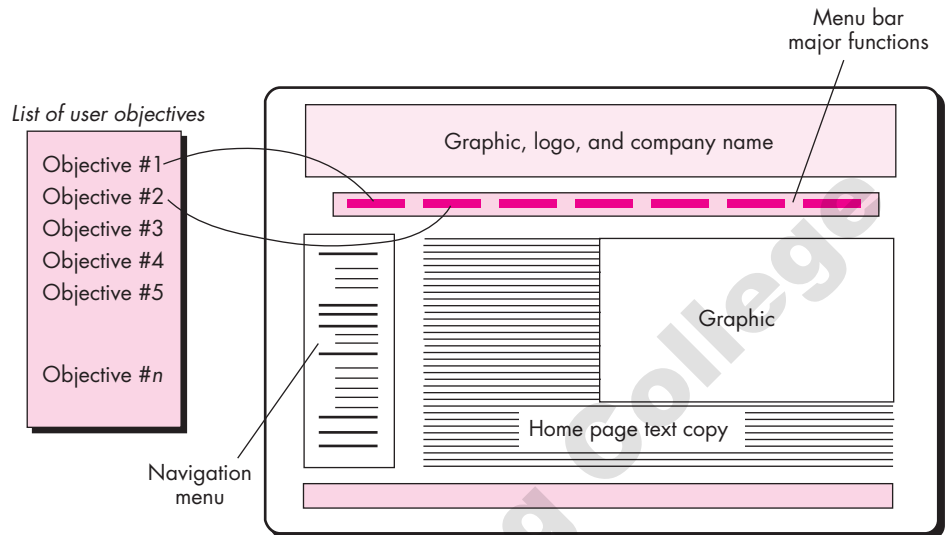 Menu bar
major functions
List of user objectives
Graphic, logo, and company name
Objective #1
Objective #2
Objective #3
Objective #4
Objective #5
Objective #n
Graphic
Home page text copy
Navigation
menu
g College